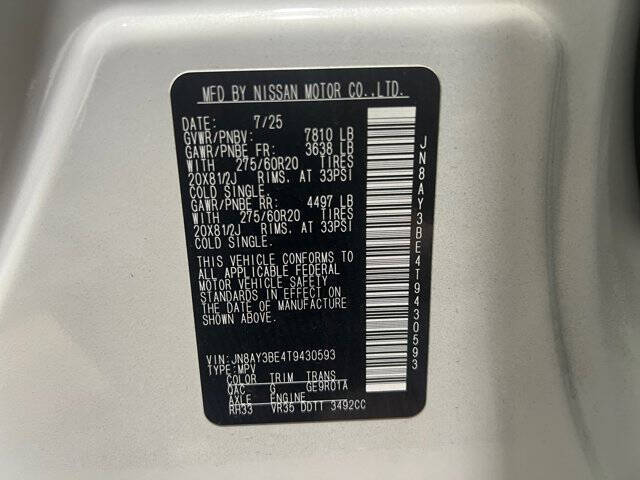 MFD BY NISSAN MOTOR CO.,LTD.
DATE: 7/25
GVWR/PNBV: 7810 LB
GAWR/PNBE FR: 3638 LB
WITH 275/60R20 TIRES
20X81/2J RIMS. AT 33PSI
COLD SINGLE.
GAWR/PNBE RR: 4497 LB
WITH 275/60R20 TIRES
20X81/2J RIMS. AT 33PSI
COLD SINGLE.
THIS VEHICLE CONFORMS TO
ALL APPLICABLE FEDERAL
MOTOR VEHICLE SAFETY
STANDARDS IN EFFECT ON
THE DATE OF MANUFACTURE
SHOWN ABOVE.
VIN:JN8AY3BE4T9430593
TYPE:MPV
COLOR TRIM TRANS
QAC G GE9R01A
AXLE ENGINE
RH33 VR35 DDTT 3492CC
JN8AY3BE4T9430593